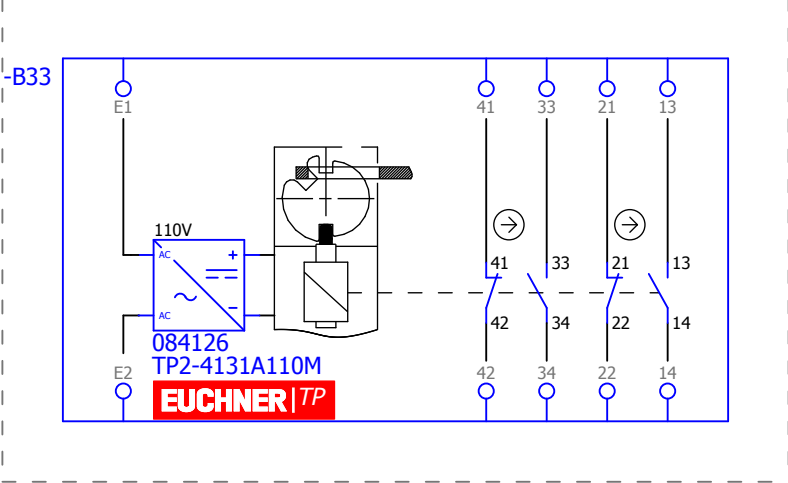 -B33
E1 41 33 21 13
110V
AC + 41 33 21 13
AC - 42 34 22 14
084126
TP2-4131A110M
E2 42 34 22 14
EUCHNER|TP